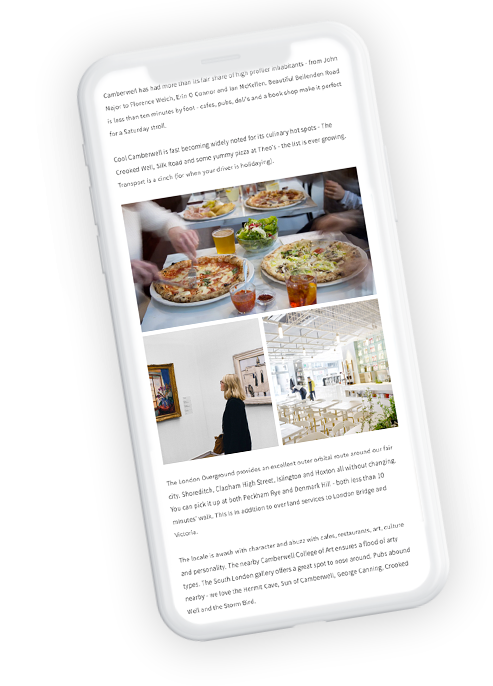 Camberwell has had more than its fair share of high profiler inhabitants - from John
Major to Florence Welch, Erin O Connor and Ian McKellen. Beautiful Bellenden Road
is less than ten minutes by foot - cafes, pubs, deli's and a book shop make it perfect
for a Saturday stroll.
Cool Camberwell is fast becoming widely noted for its culinary hot spots - The
Crooked Well, Silk Road and some yummy pizza at Theo's - the list is ever growing.
Transport is a cinch (for when your driver is holidaying).
The London Overground provides an excellent outer orbital route around our fair
city. Shoreditch, Clapham High Street, Islington and Hoxton all without changing.
You can pick it up at both Peckham Rye and Denmark Hill - both less than 10
minutes' walk. This is in addition to over land services to London Bridge and
Victoria.
The locale is awash with character and abuzz with cafes, restaurants, art, culture
and personality. The nearby Camberwell College of Art ensures a flood of arty
types. The South London gallery offers a great spot to nose around. Pubs abound
nearby - we love the Hermit Cave, Sun of Camberwell, George Canning, Crooked
Well and the Storm Bird.